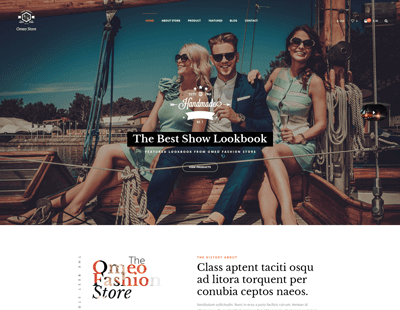 Omeo Store
HOME ABOUT STORE PRODUCT FEATURED BLOG CONTACT
Handmade
The Best Show Lookbook
FEATURED LOOKBOOK FROM OMEO FASHION STORE
VIEW PRODUCTS
The
Omeo
Fashion
Store
THE HISTORY ABOUT
Class aptent taciti osqu
ad litora torquent per
conubia ceptos naeos.